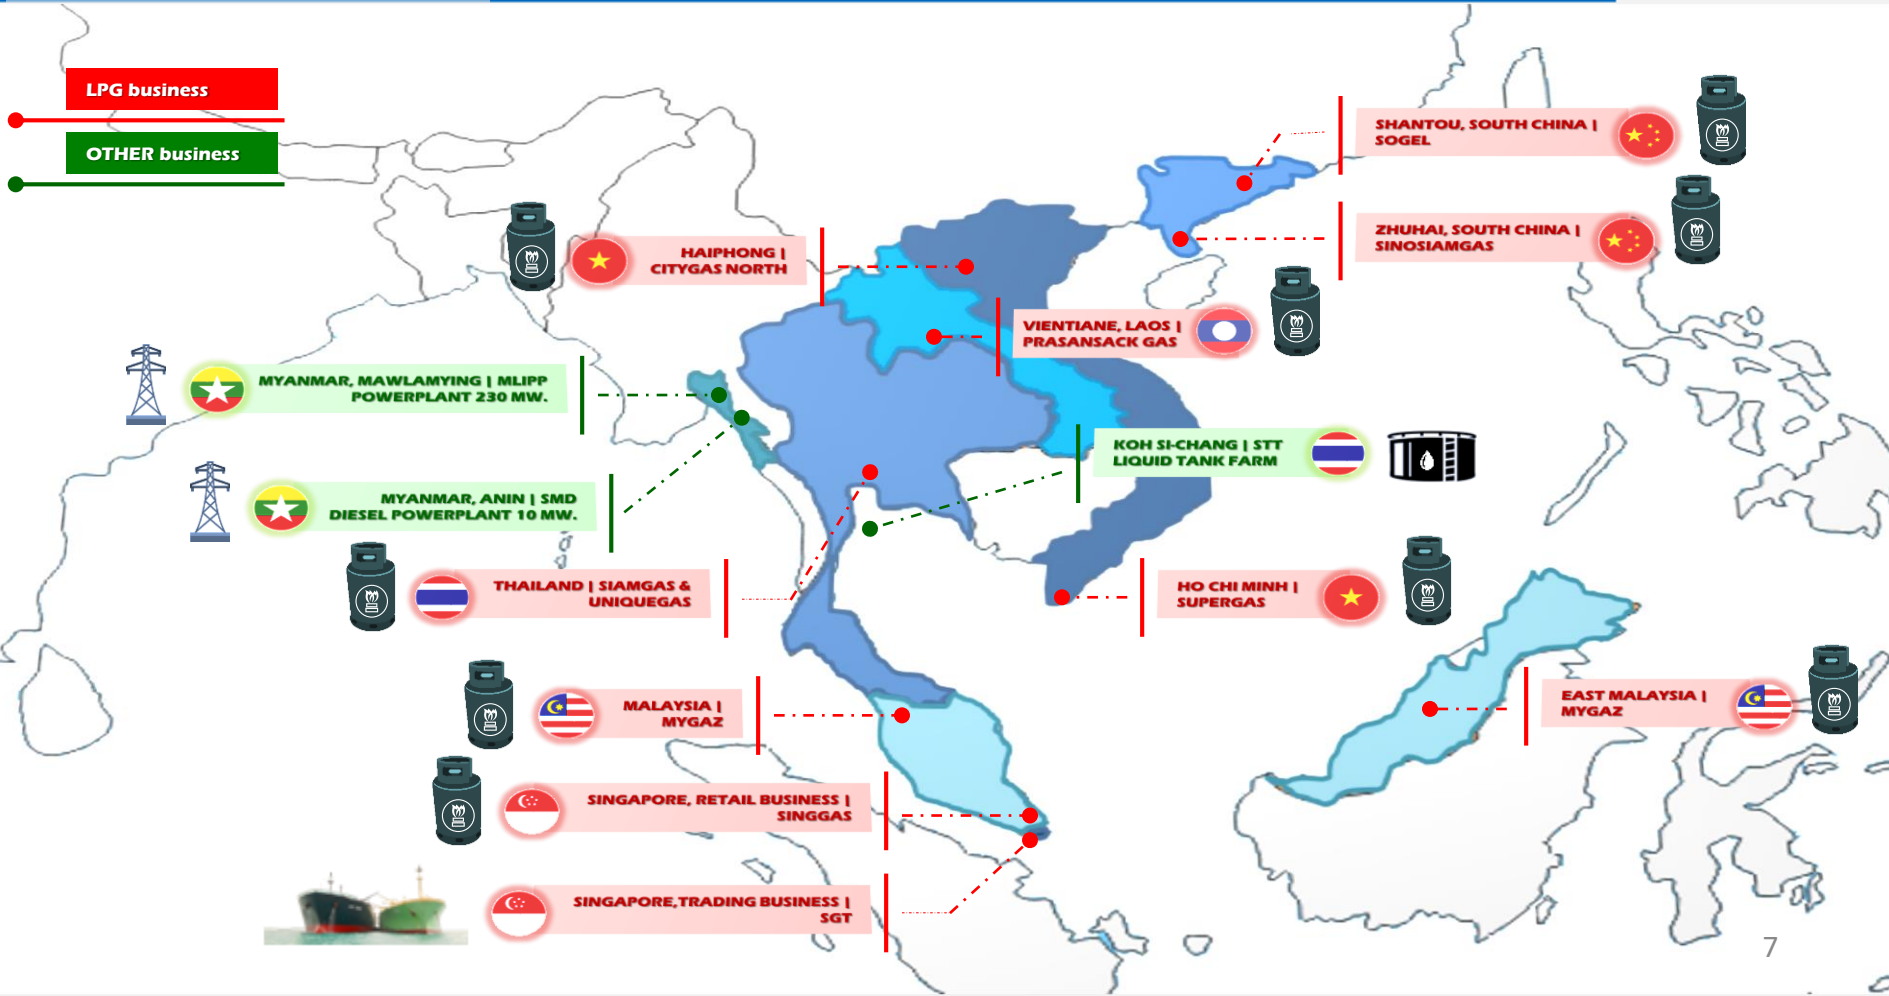 LPG business
OTHER business
SHANTOU, SOUTH CHINA |
SOGEL
ZHUHAI, SOUTH CHINA |
SINOSIAMGAS
HAIPHONG |
CITYGAS NORTH
VIENTIANE, LAOS |
PRASANSACK GAS
MYANMAR, MAWLAMYING | MLIPP
POWERPLANT 230 MW.
KOH SI-CHANG | STT
LIQUID TANK FARM
MYANMAR, ANIN | SMD
DIESEL POWERPLANT 10 MW.
THAILAND | SIAMGAS &
UNIQUEGAS
HO CHI MINH |
SUPERGAS
MALAYSIA |
MYGAZ
EAST MALAYSIA |
MYGAZ
SINGAPORE, RETAIL BUSINESS |
SINGGAS
SINGAPORE,TRADING BUSINESS |
SGT
7